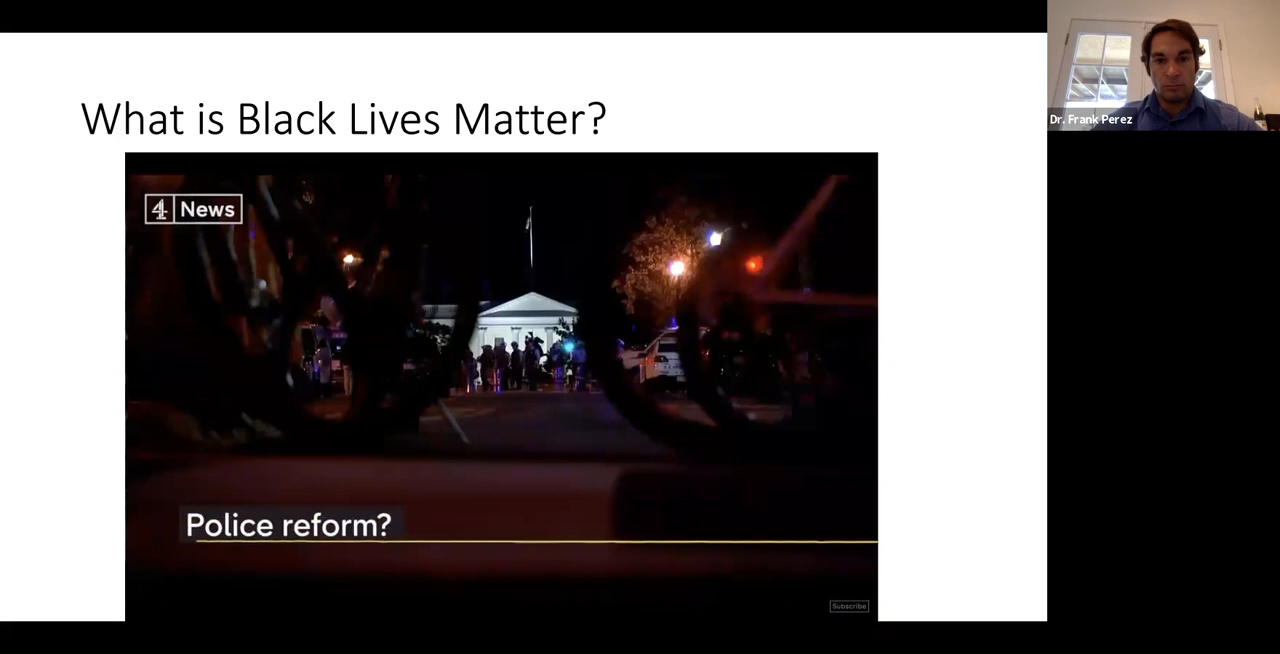 What is Black Lives Matter?
4 News
Police reform?
Subscribe
Dr. Frank Perez